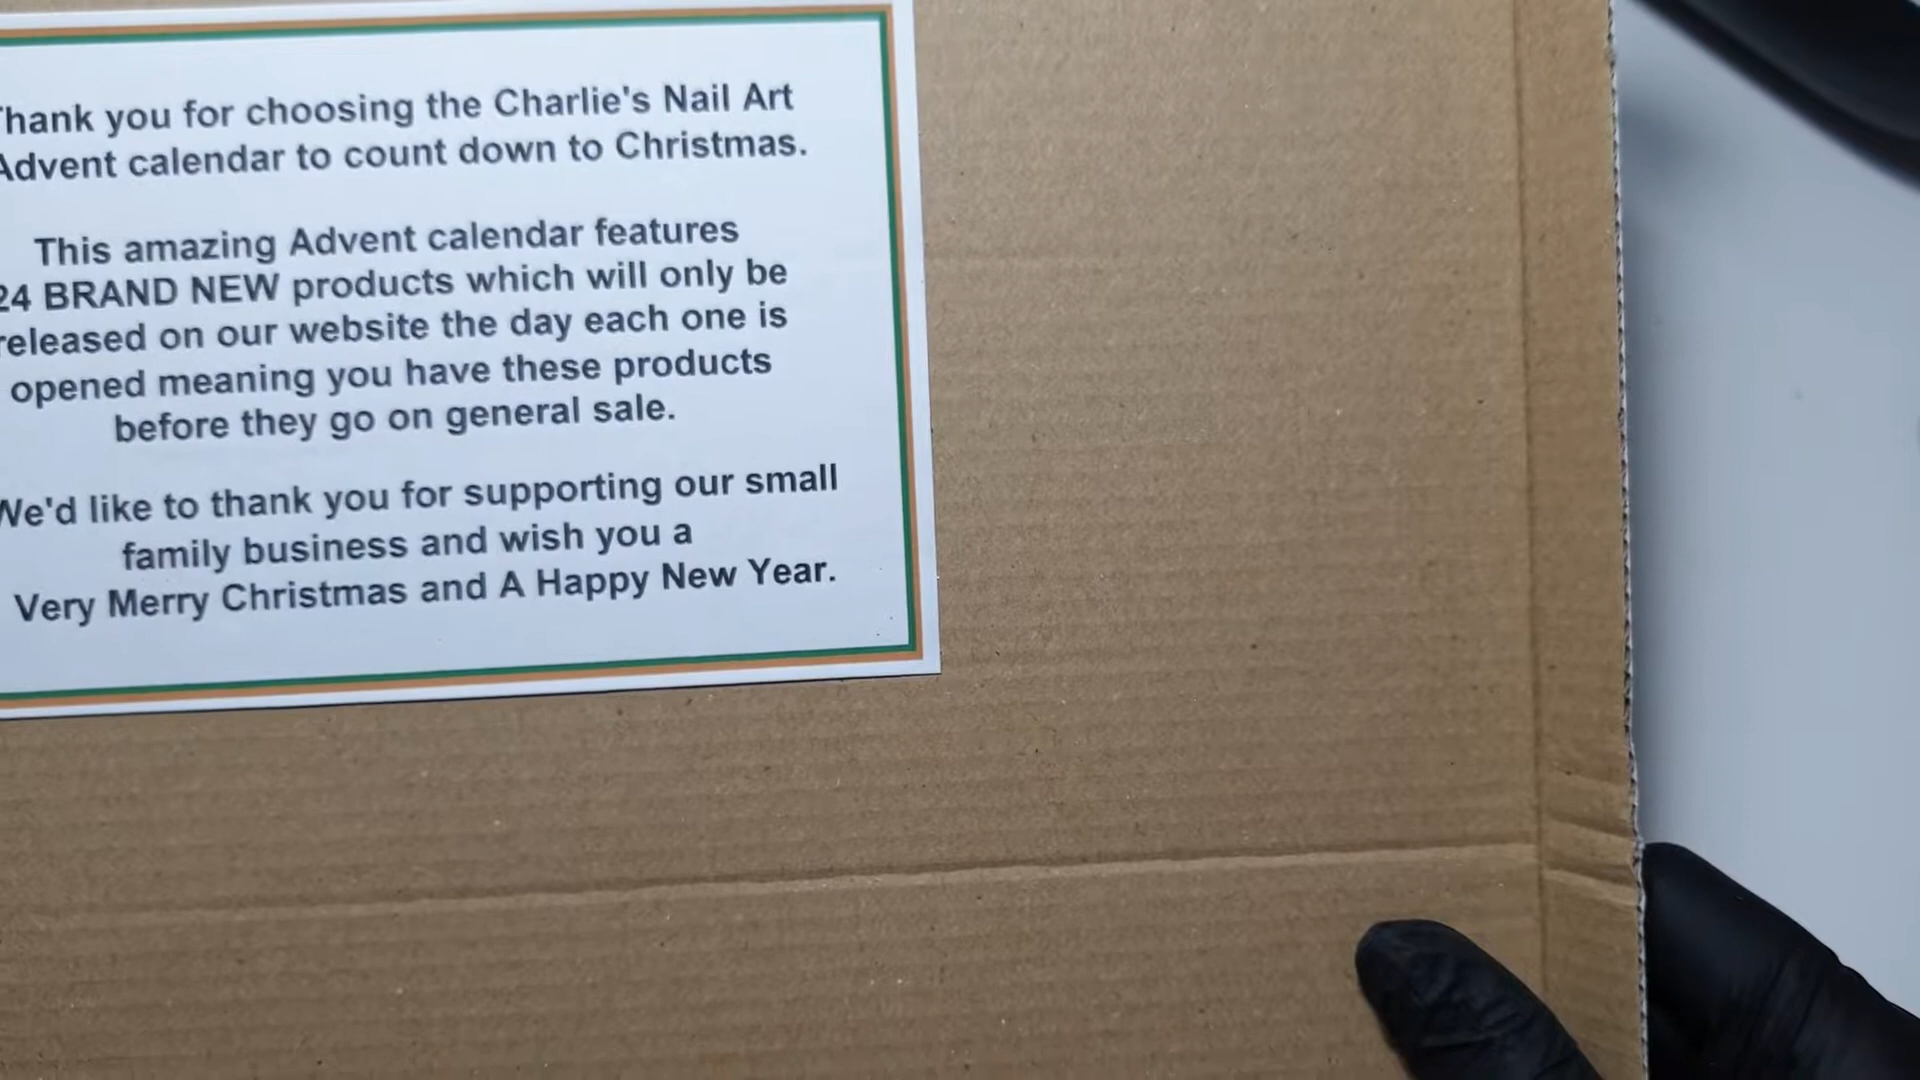 Thank you for choosing the Charlie's Nail Art
Advent calendar to count down to Christmas.
This amazing Advent calendar features
24 BRAND NEW products which will only be
released on our website the day each one is
opened meaning you have these products
before they go on general sale.
We'd like to thank you for supporting our small
family business and wish you a
Very Merry Christmas and A Happy New Year.